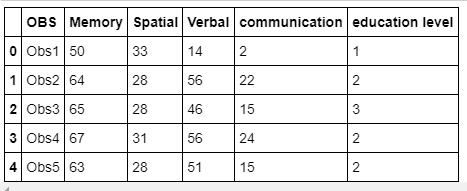 OBS Memory Spatial Verbal communication education level
0 Obs1 50 33 14 2 1
1 Obs2 64 28 56 22 2
2 Obs3 65 28 46 15 3
3 Obs4 67 31 56 24 2
4 Obs5 63 28 51 15 2